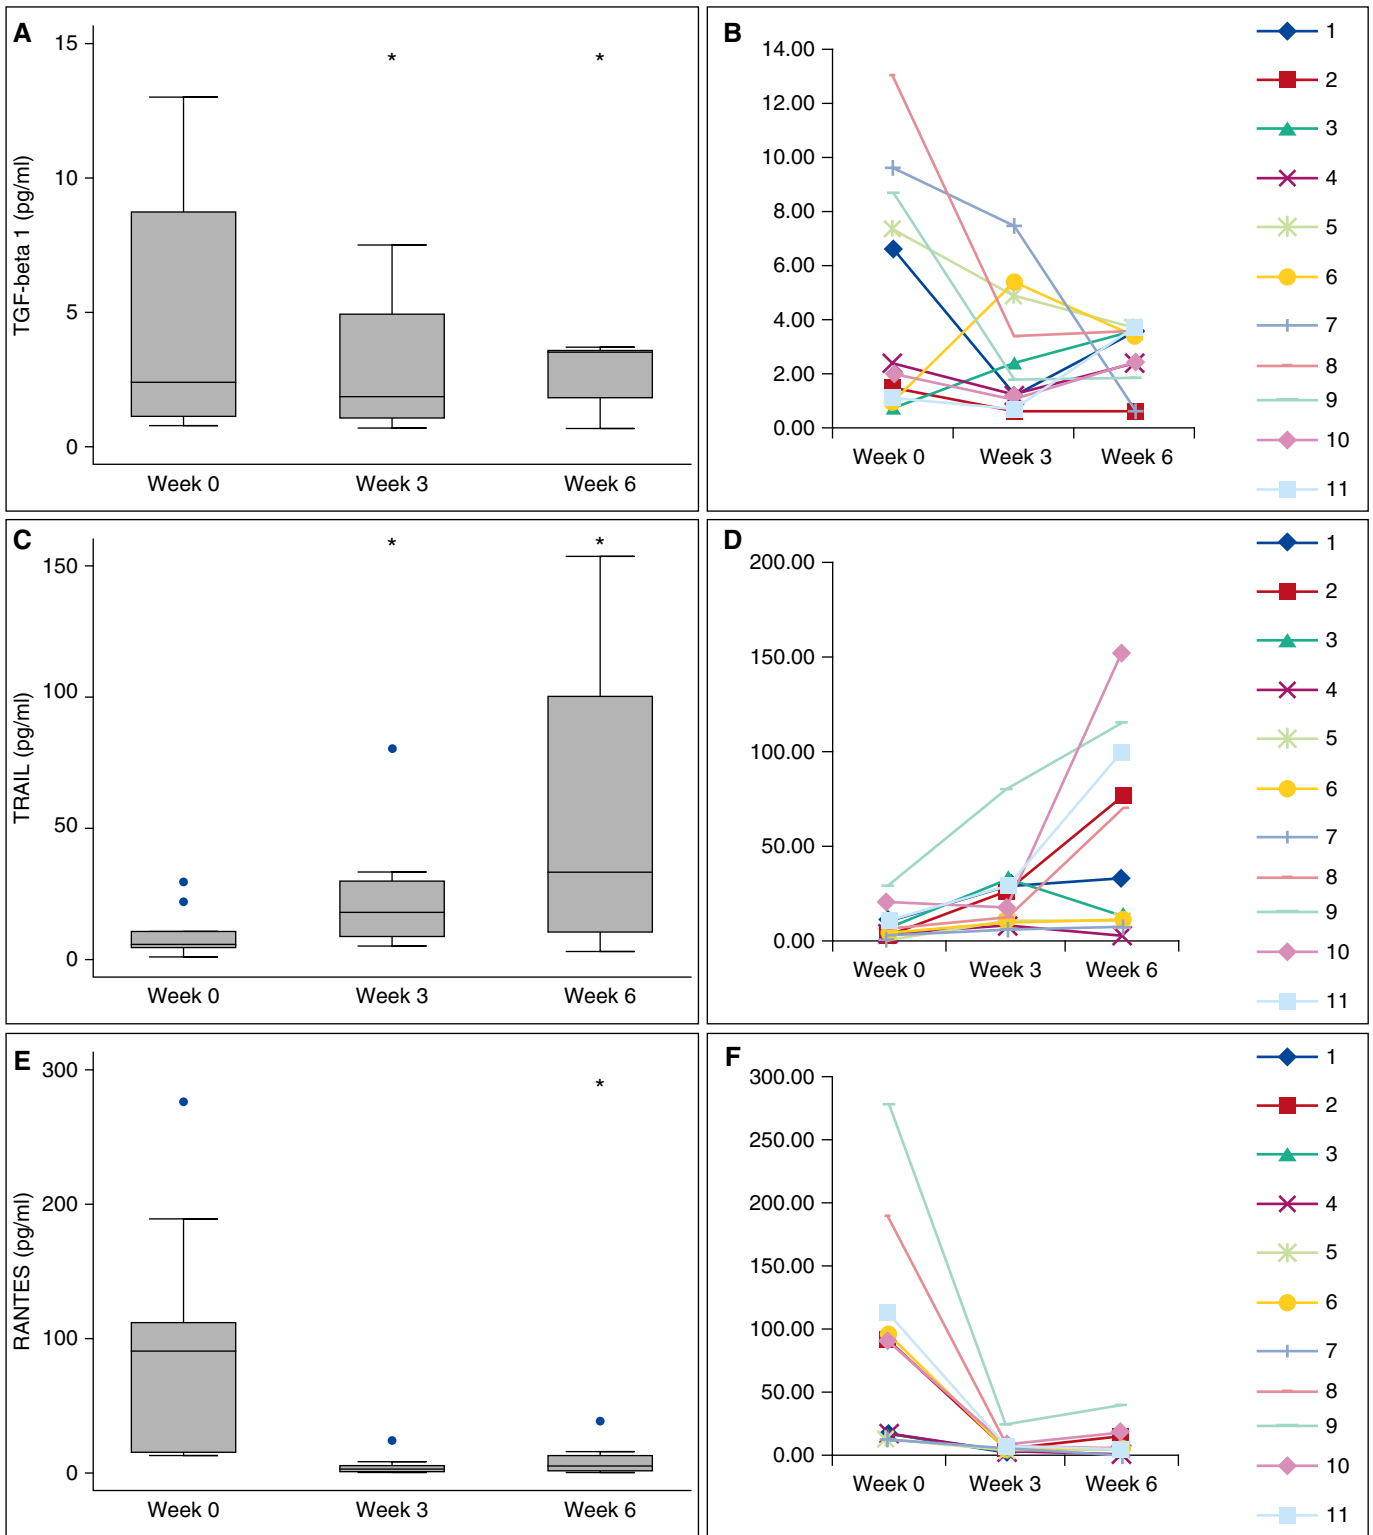 A
TGF-beta 1 (pg/ml)
15
10
5
0
*
*
Week 0
Week 3
Week 6
B
14.00
12.00
10.00
8.00
6.00
4.00
2.00
0.00
Week 0
Week 3
Week 6
1
2
3
4
5
6
7
8
9
10
11
C
TRAIL (pg/ml)
150
100
50
0
*
*
Week 0
Week 3
Week 6
D
200.00
150.00
100.00
50.00
0.00
Week 0
Week 3
Week 6
1
2
3
4
5
6
7
8
9
10
11
E
RANTES (pg/ml)
300
200
100
0
*
Week 0
Week 3
Week 6
F
300.00
250.00
200.00
150.00
100.00
50.00
0.00
Week 0
Week 3
Week 6
1
2
3
4
5
6
7
8
9
10
11